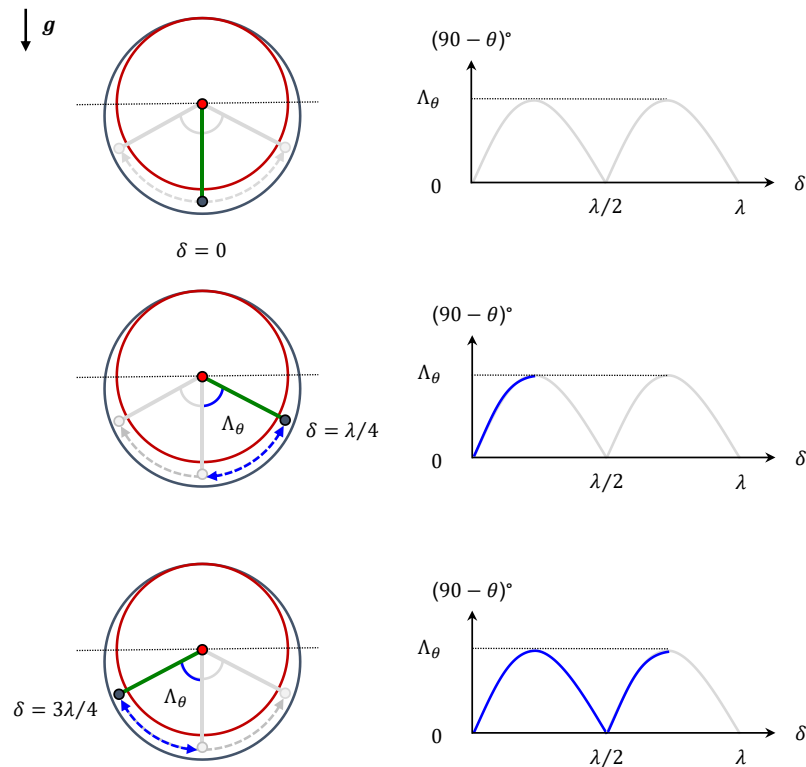 g
(90 − θ)°
Λθ
0
λ/2
λ
δ
δ = 0
(90 − θ)°
Λθ
Λθ
δ = λ/4
0
λ/2
λ
δ
(90 − θ)°
Λθ
Λθ
δ = 3λ/4
0
λ/2
λ
δ